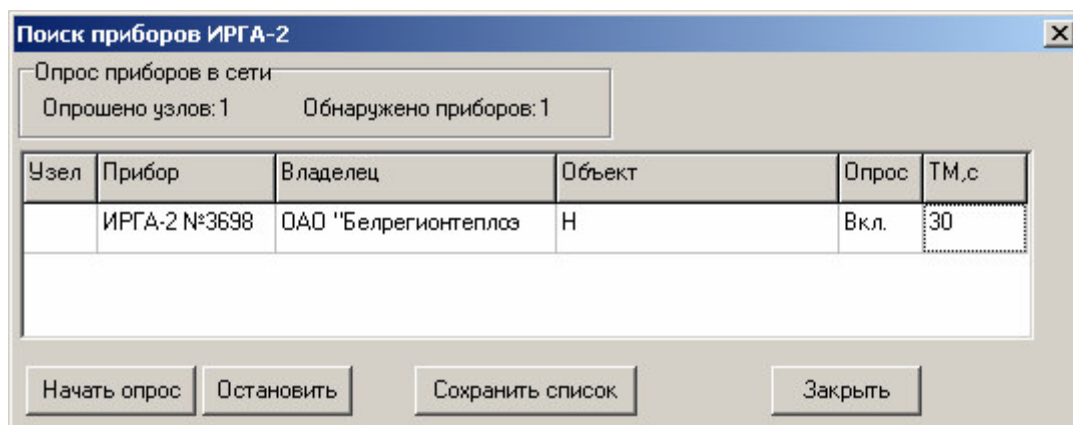 Поиск приборов ИРГА-2
Опрос приборов в сети
Опрошено узлов: 1 Обнаружено приборов: 1
Узел Прибор Владелец Объект Опрос ТМ,с
ИРГА-2 №3698 ОАО "Белрегионтеплоэ Н Вкл. 30
Начать опрос Остановить Сохранить список Закрыть